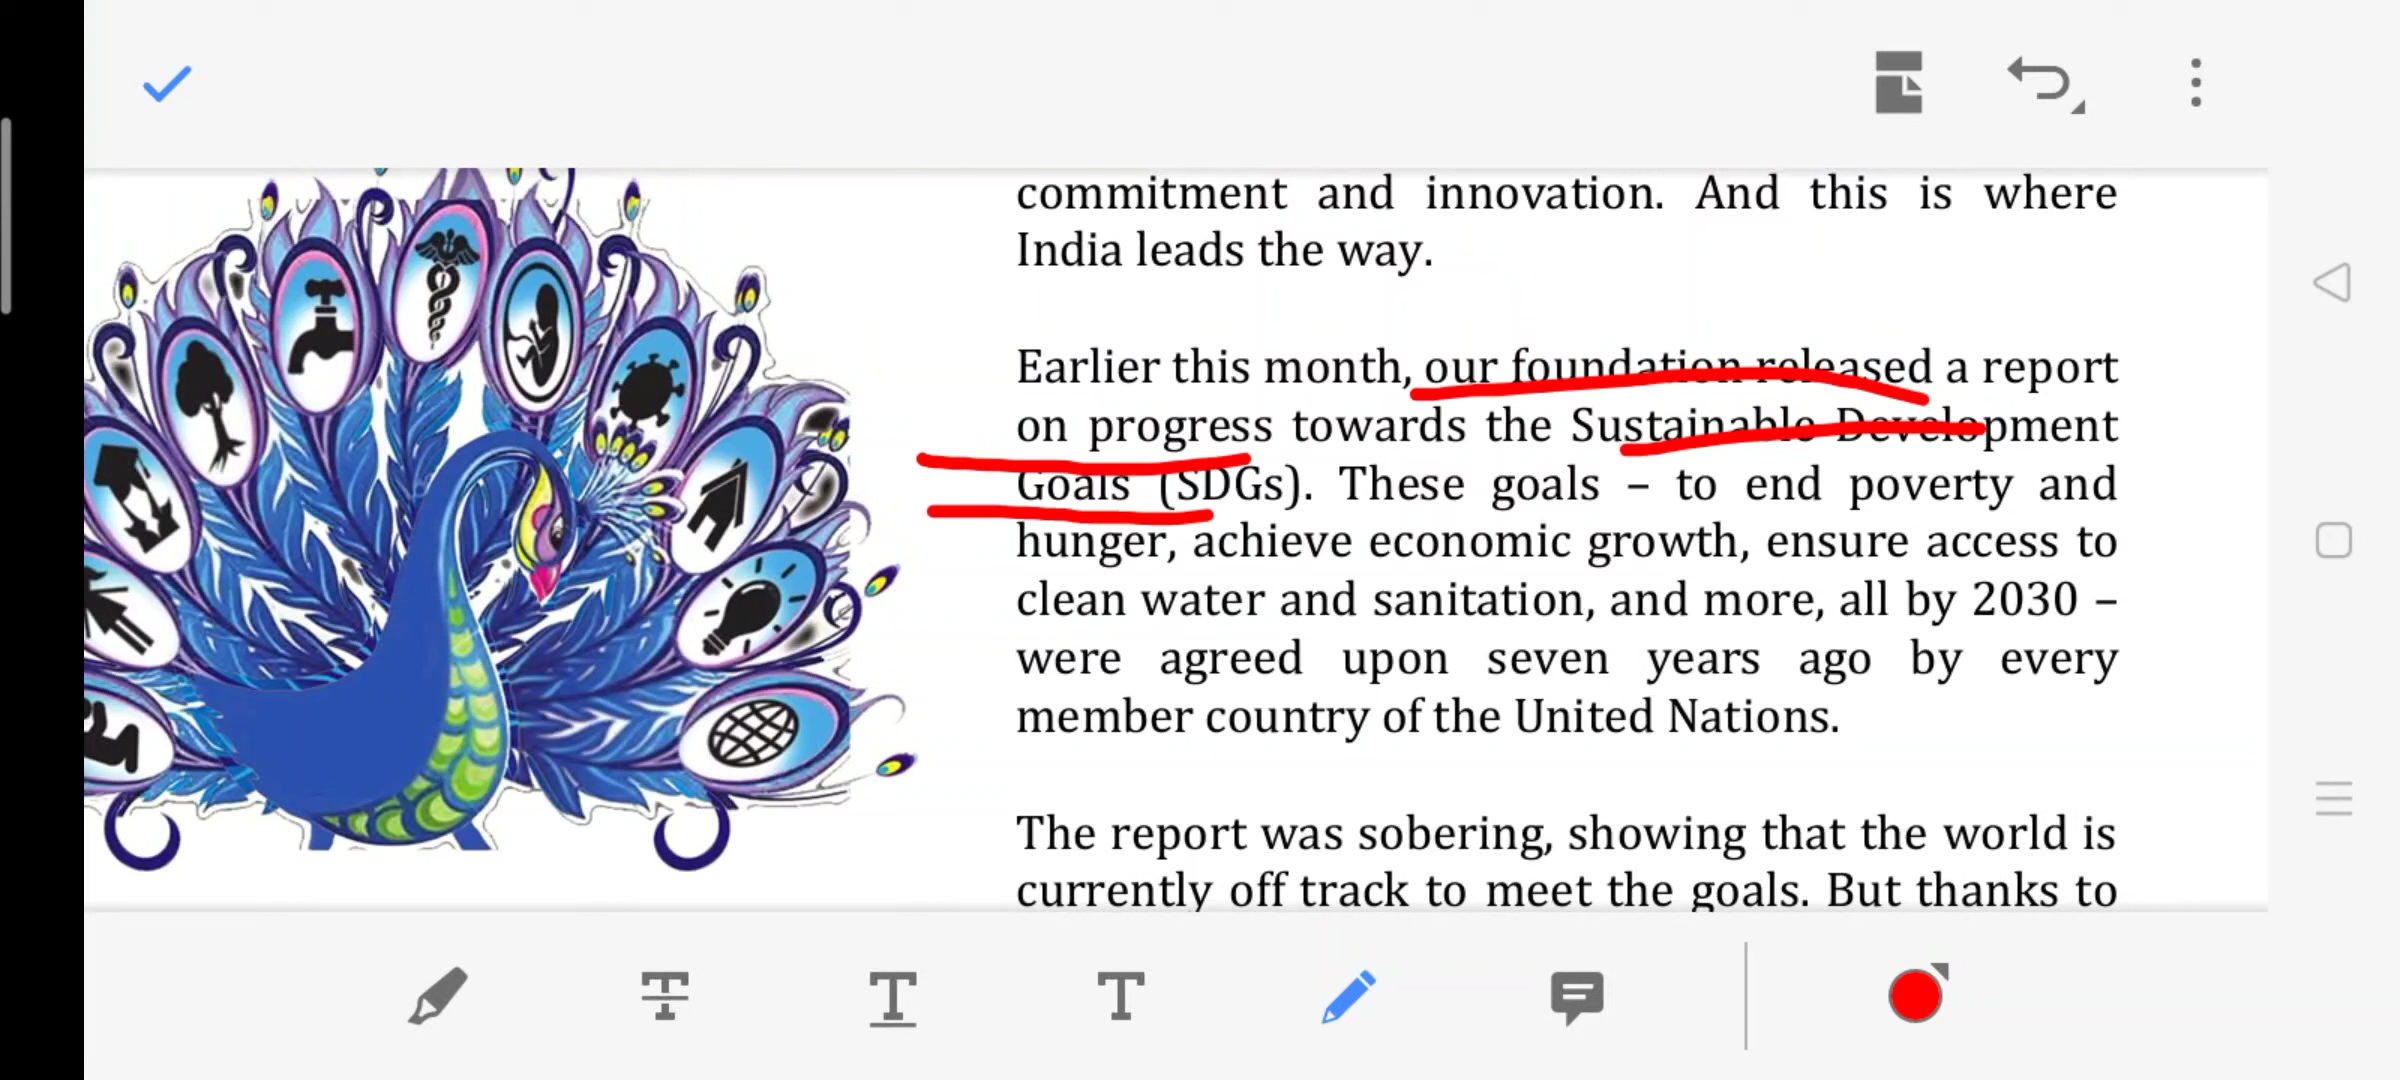 commitment and innovation. And this is where
India leads the way.
Earlier this month, our foundation released a report
on progress towards the Sustainable Development
Goals (SDGs). These goals – to end poverty and
hunger, achieve economic growth, ensure access to
clean water and sanitation, and more, all by 2030 –
were agreed upon seven years ago by every
member country of the United Nations.
The report was sobering, showing that the world is
currently off track to meet the goals. But thanks to